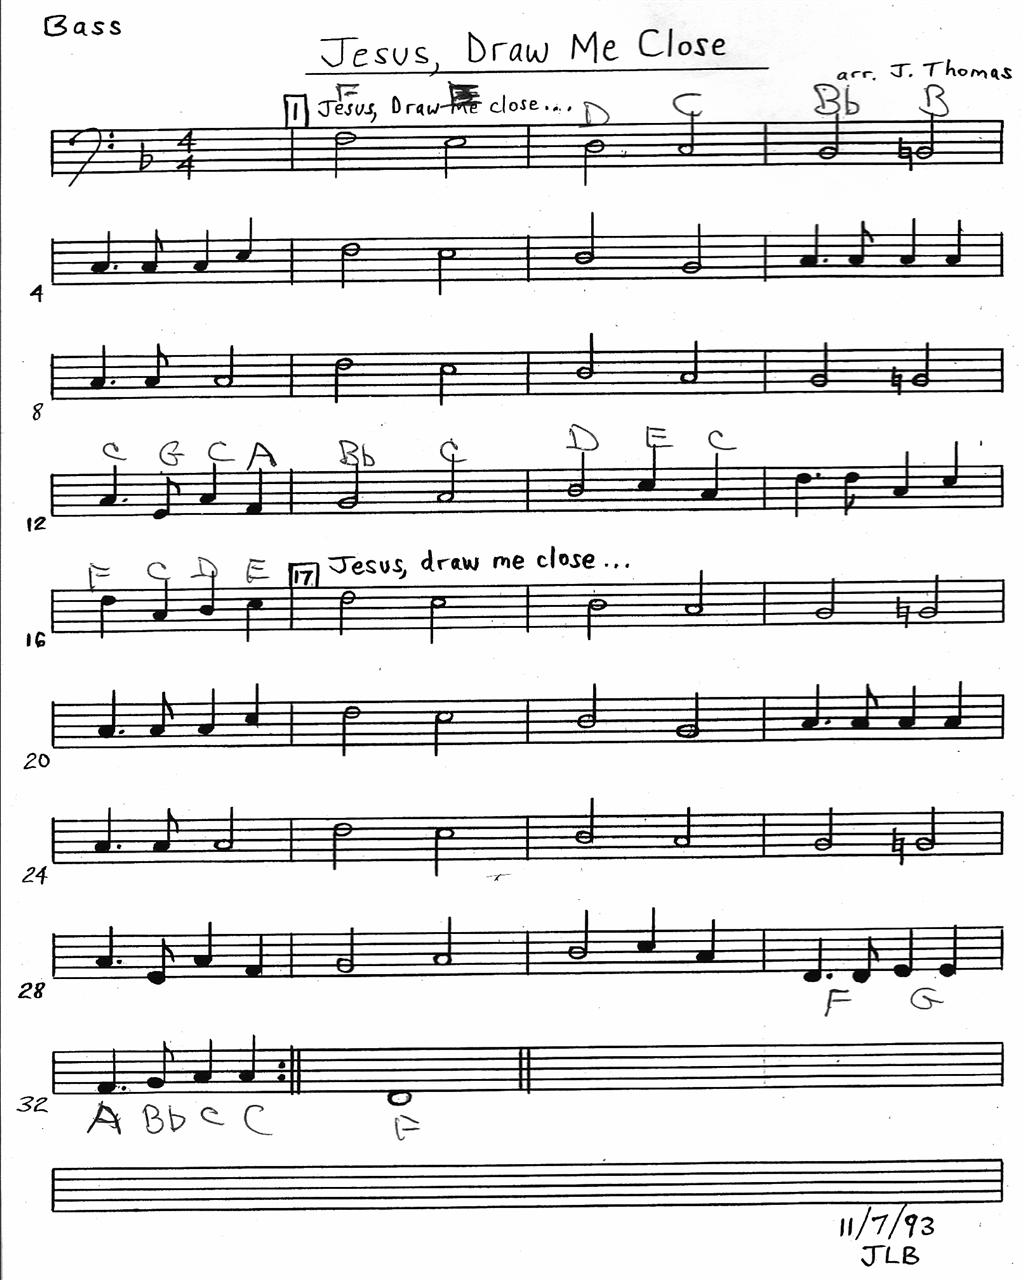 Bass
Jesus, Draw Me Close
arr. J. Thomas
1 Jesus, Draw me close...
F D C Bb B
4
4
4
8
C G C A Bb C D E C
12
F C D E
17 Jesus, draw me close...
16
20
24
28
F G
32
A Bb C C F
11/7/93
JLB